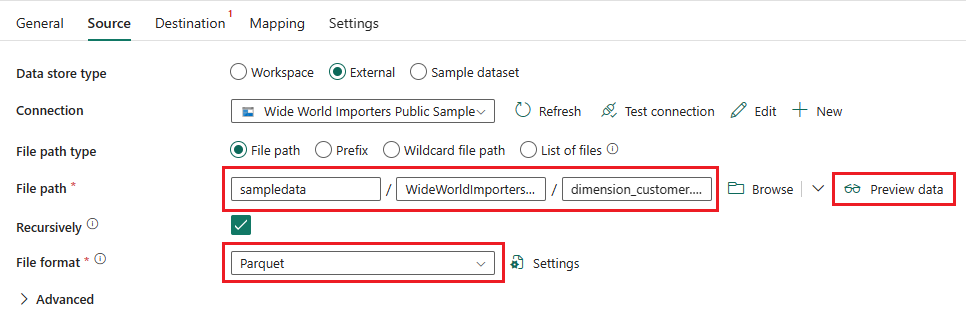 General Source Destination 1 Mapping Settings
Data store type Workspace External Sample dataset
Connection Wide World Importers Public Sample Refresh Test connection Edit New
File path type File path Prefix Wildcard file path List of files
File path * sampledata / WideWorldImporters... / dimension_customer.... Browse Preview data
Recursively
File format * Parquet Settings
Advanced